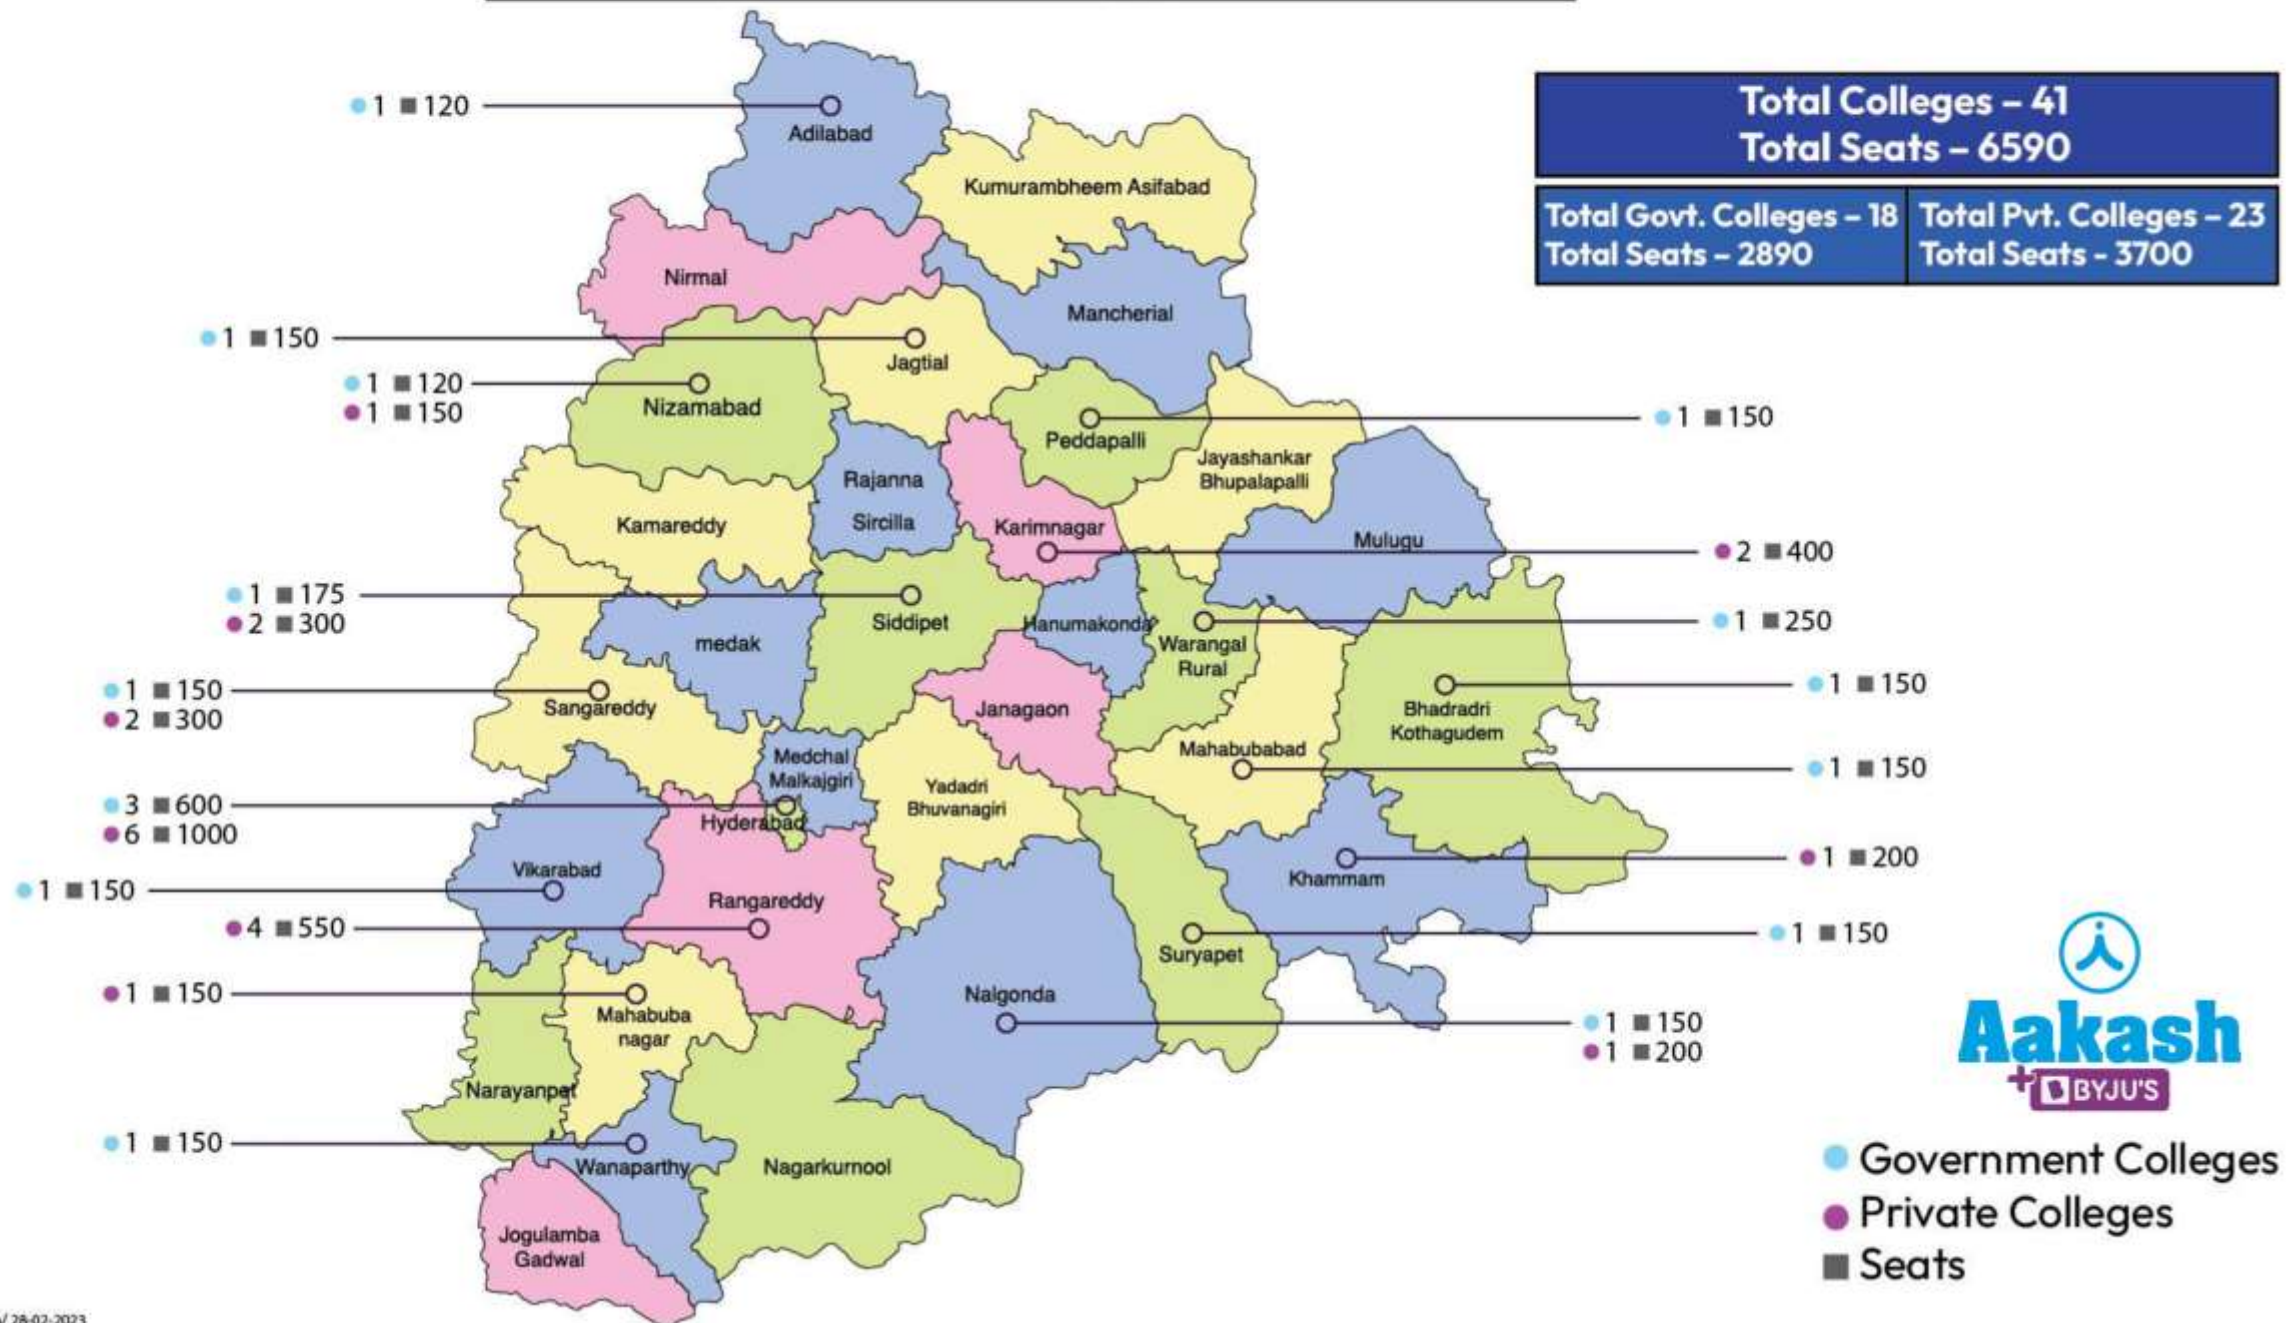 Total Colleges – 41
Total Seats – 6590
Total Govt. Colleges – 18
Total Seats – 2890
Total Pvt. Colleges – 23
Total Seats - 3700
1 120
Adilabad
Kumurambheem Asifabad
Nirmal
Mancherial
1 150
Jagtial
1 120
1 150
Nizamabad
Peddapalli
1 150
Jayashankar
Bhupalapalli
Rajanna
Sircilla
Kamareddy
Karimnagar
2 400
Mulugu
1 175
2 300
Siddipet
medak
Hanumakonda
Warangal
Rural
1 250
1 150
2 300
Sangareddy
Janagaon
Bhadradri
Kothagudem
1 150
Mahabubabad
1 150
Medchal
Malkajgiri
Yadadri
Bhuvanagiri
3 600
6 1000
Hyderabad
Vikarabad
1 150
Khammam
1 200
Rangareddy
4 550
Suryapet
1 150
1 150
Mahabuba
nagar
Nalgonda
1 150
1 200
Narayanpet
1 150
Wanaparthy
Nagarkurnool
Jogulamba
Gadwal
Aakash
+ BYJU'S
Government Colleges
Private Colleges
Seats
28-02-2023